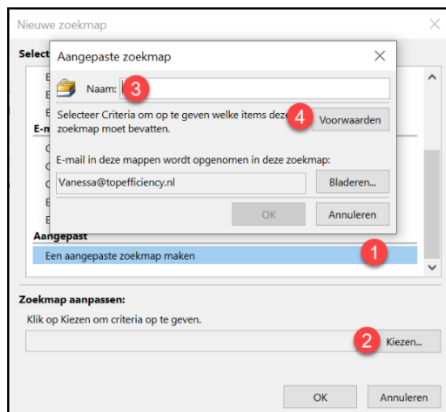 Nieuwe zoekmap
Select
Aangepaste zoekmap
E
Naam:
3
E
E
Selecteer Criteria om op te geven welke items deze
zoekmap moet bevatten.
4
Voorwaarden
E-m
E-mail in deze mappen wordt opgenomen in deze zoekmap:
Vanessa@topefficiency.nl
Bladeren...
E
E
OK
Annuleren
Aangepast
Een aangepaste zoekmap maken
1
Zoekmap aanpassen:
Klik op Kiezen om criteria op te geven.
2
Kiezen...
OK
Annuleren